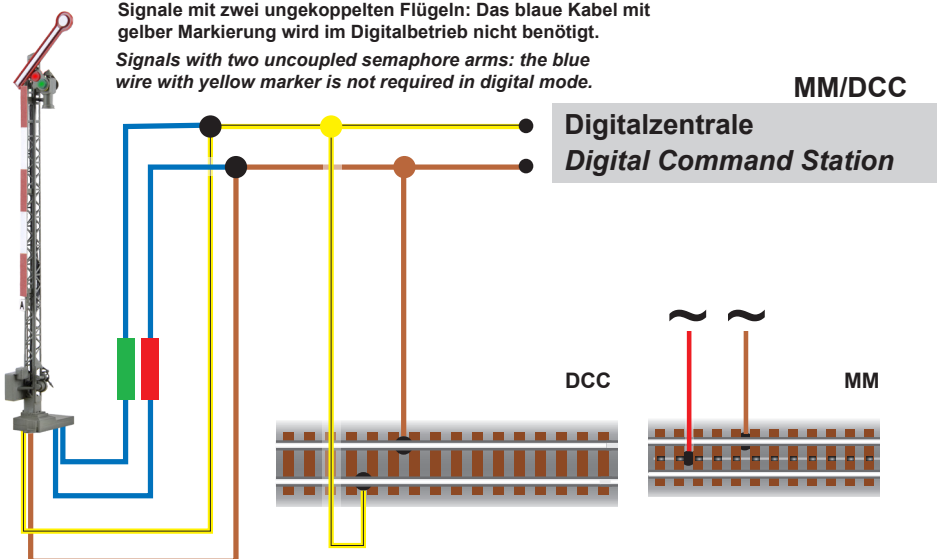 Signale mit zwei ungekoppelten Flügeln: Das blaue Kabel mit
gelber Markierung wird im Digitalbetrieb nicht benötigt.
Signals with two uncoupled semaphore arms: the blue
wire with yellow marker is not required in digital mode.
MM/DCC
Digitalzentrale
Digital Command Station
A
~ ~
DCC
MM